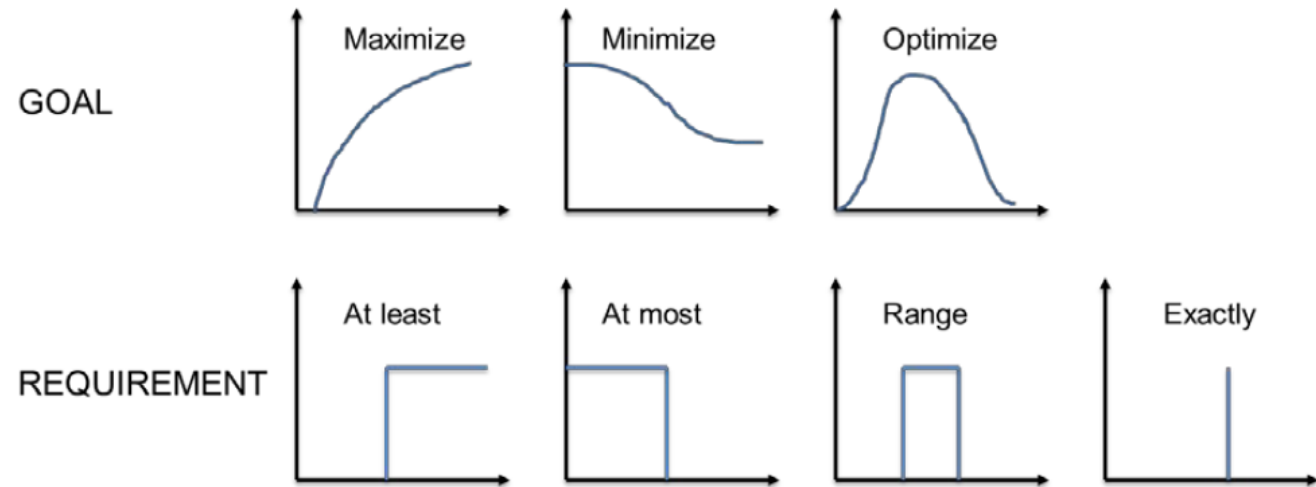 Maximize
Minimize
Optimize
GOAL
At least
At most
Range
Exactly
REQUIREMENT